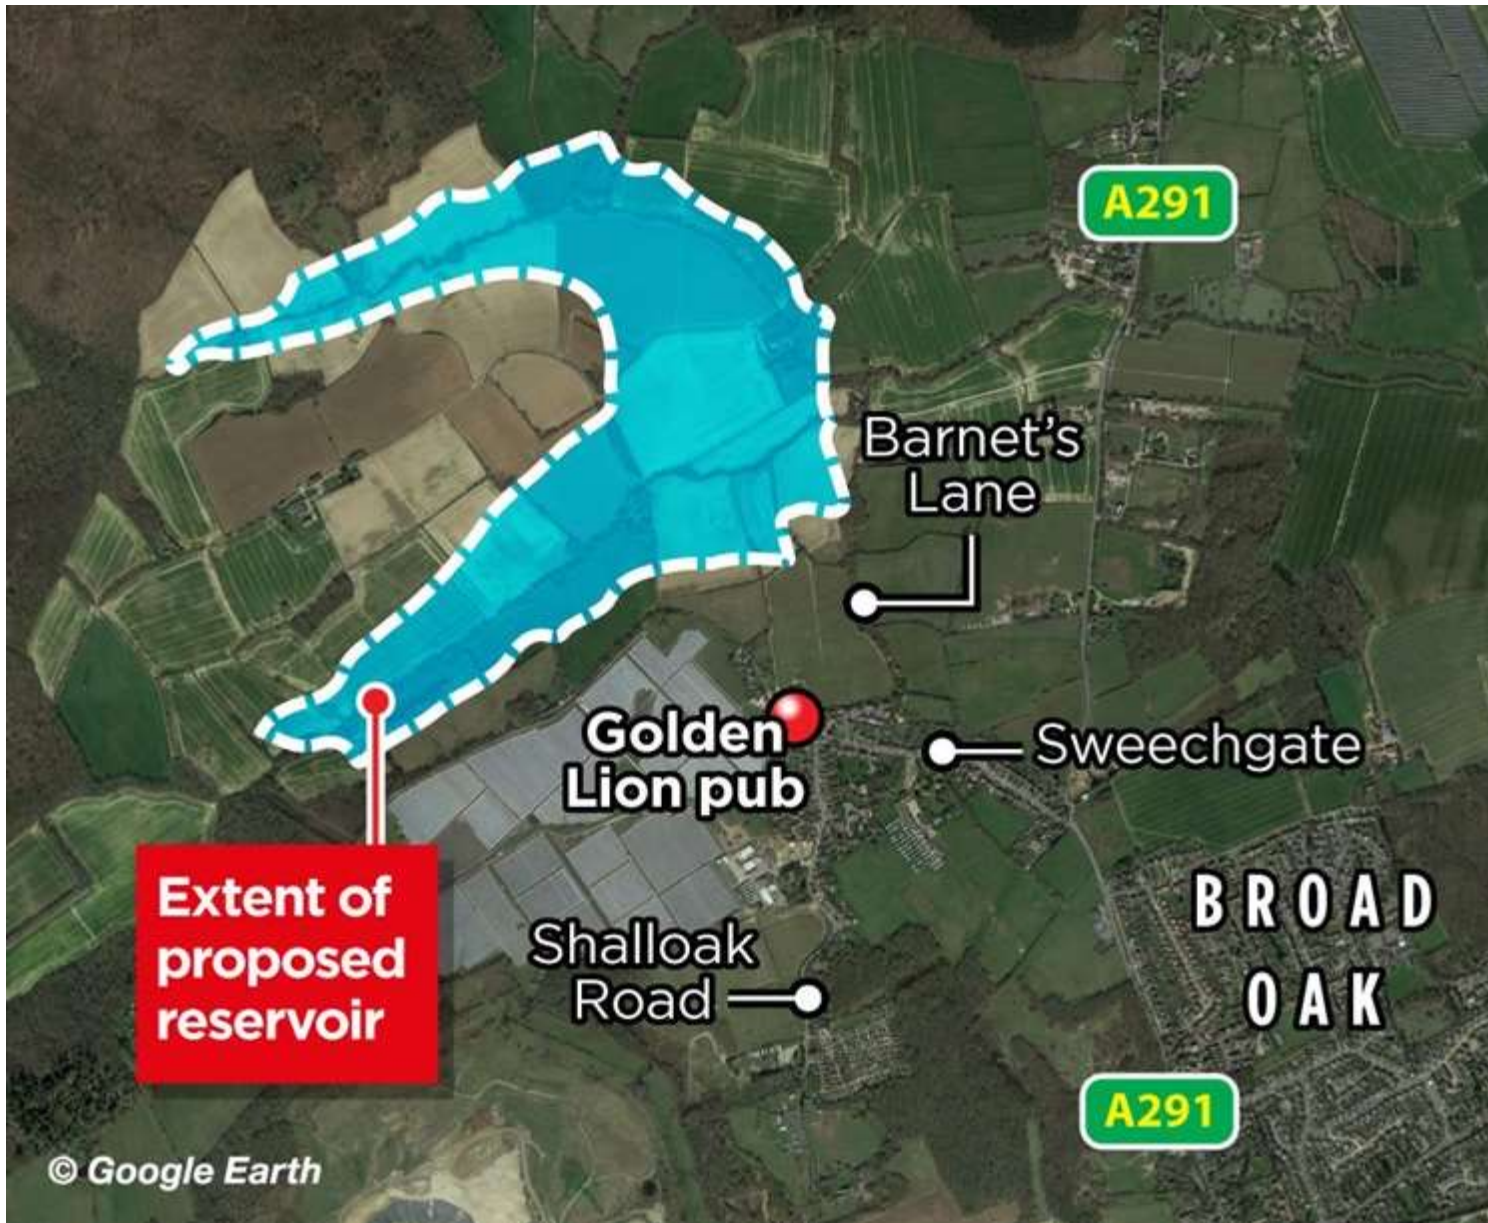 A291
Barnet's
Lane
Golden
Lion pub
Sweechgate
Extent of
proposed
reservoir
Shalloak
Road
BROAD
OAK
A291
© Google Earth